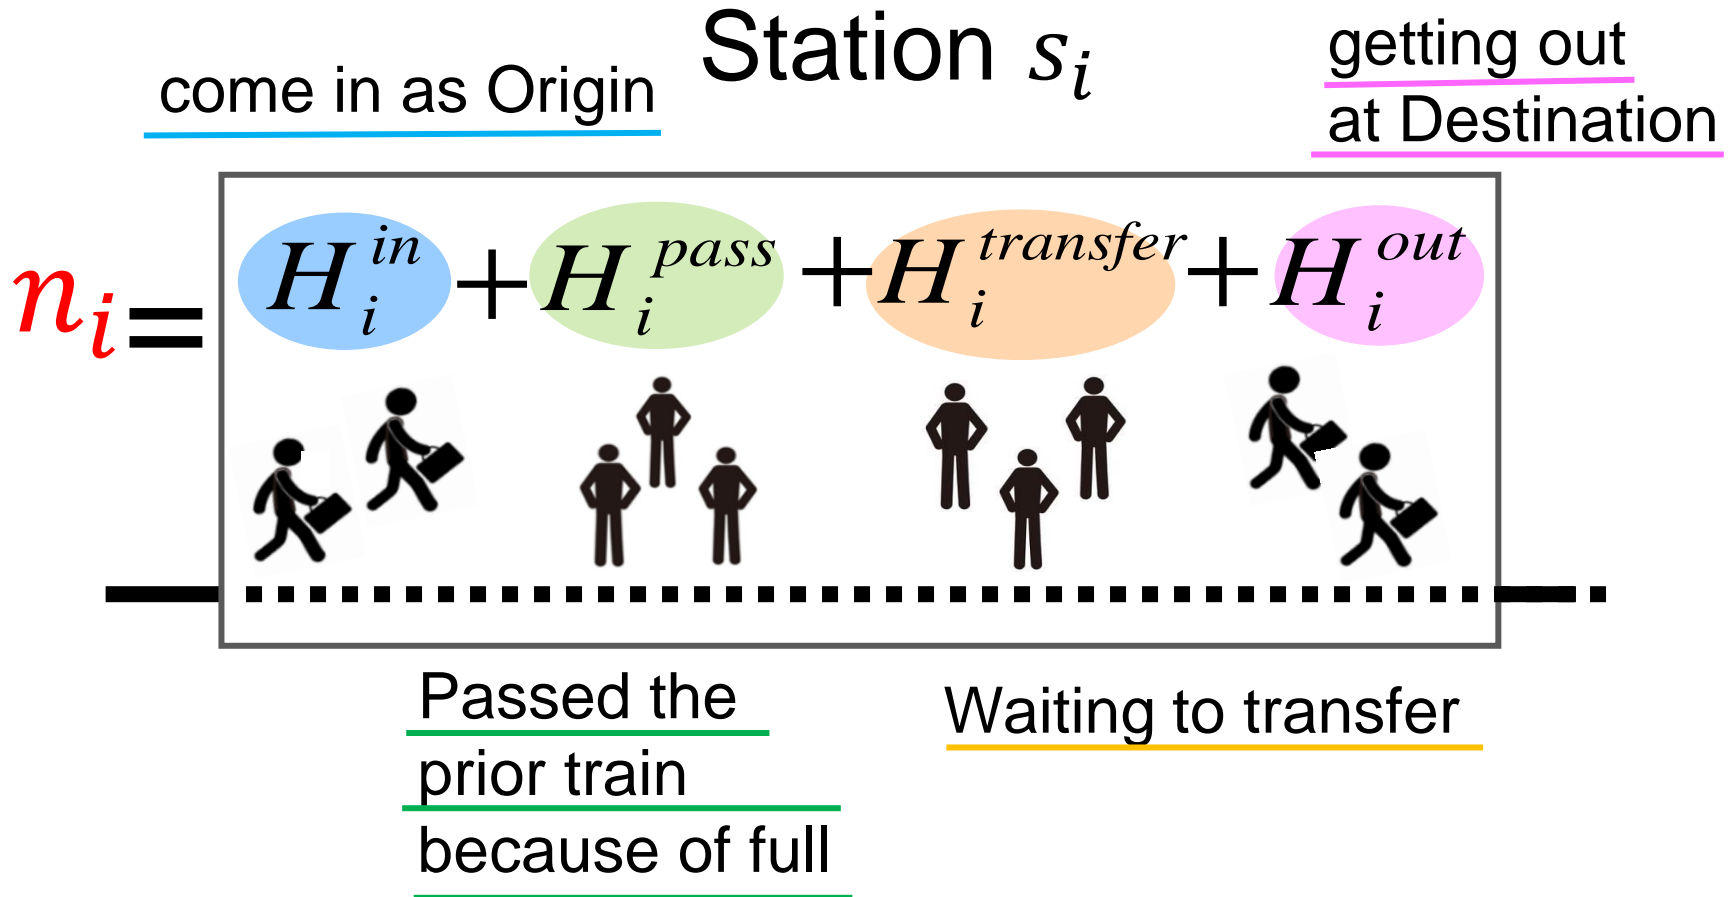 Station s_i
come in as Origin
getting out
at Destination
n_i = H_i^{in} + H_i^{pass} + H_i^{transfer} + H_i^{out}
Passed the
prior train
because of full
Waiting to transfer